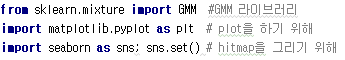 from sklearn.mixture import GMM  #GMM 라이브러리
import matplotlib.pyplot as plt  # plot을 하기 위해
import seaborn as sns; sns.set() # hitmap을 그리기 위해